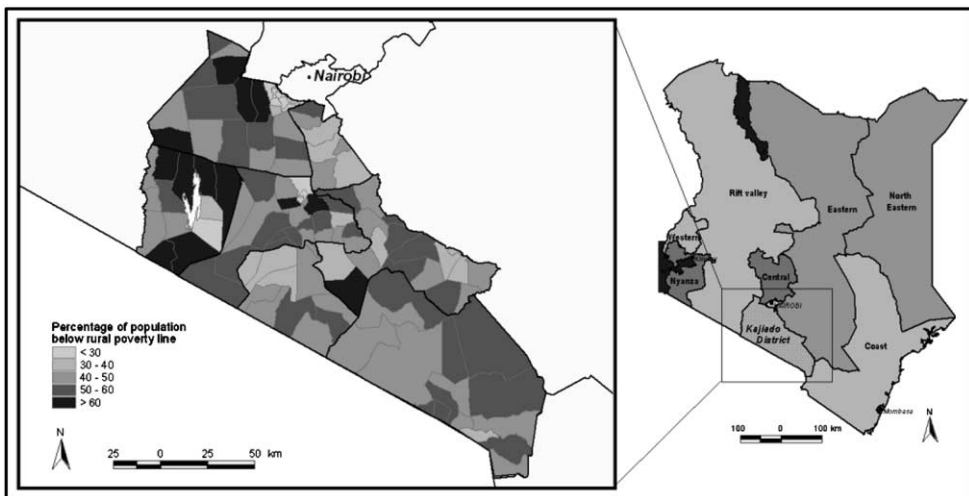 Nairobi
Percentage of population
below rural poverty line
< 30
30 - 40
40 - 50
50 - 60
> 60
N
25 0 25 50 km
Rift valley
North
Eastern
Eastern
Western
Nyanza
Central
NAIROBI
Kajiado
District
Coast
Mombasa
N
100 0 100 km